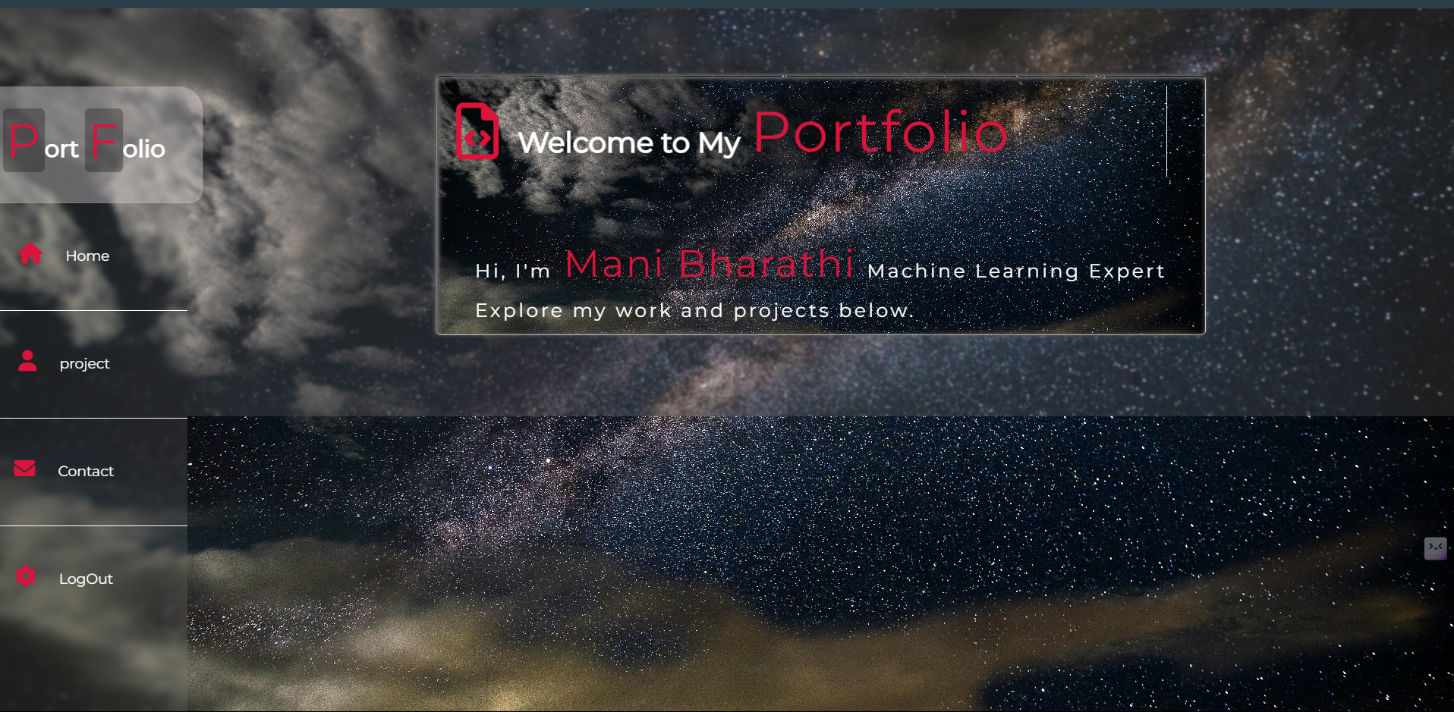 Port Folio
Home
project
Contact
LogOut
Welcome to My Portfolio
Hi, I'm Mani Bharathi Machine Learning Expert
Explore my work and projects below.